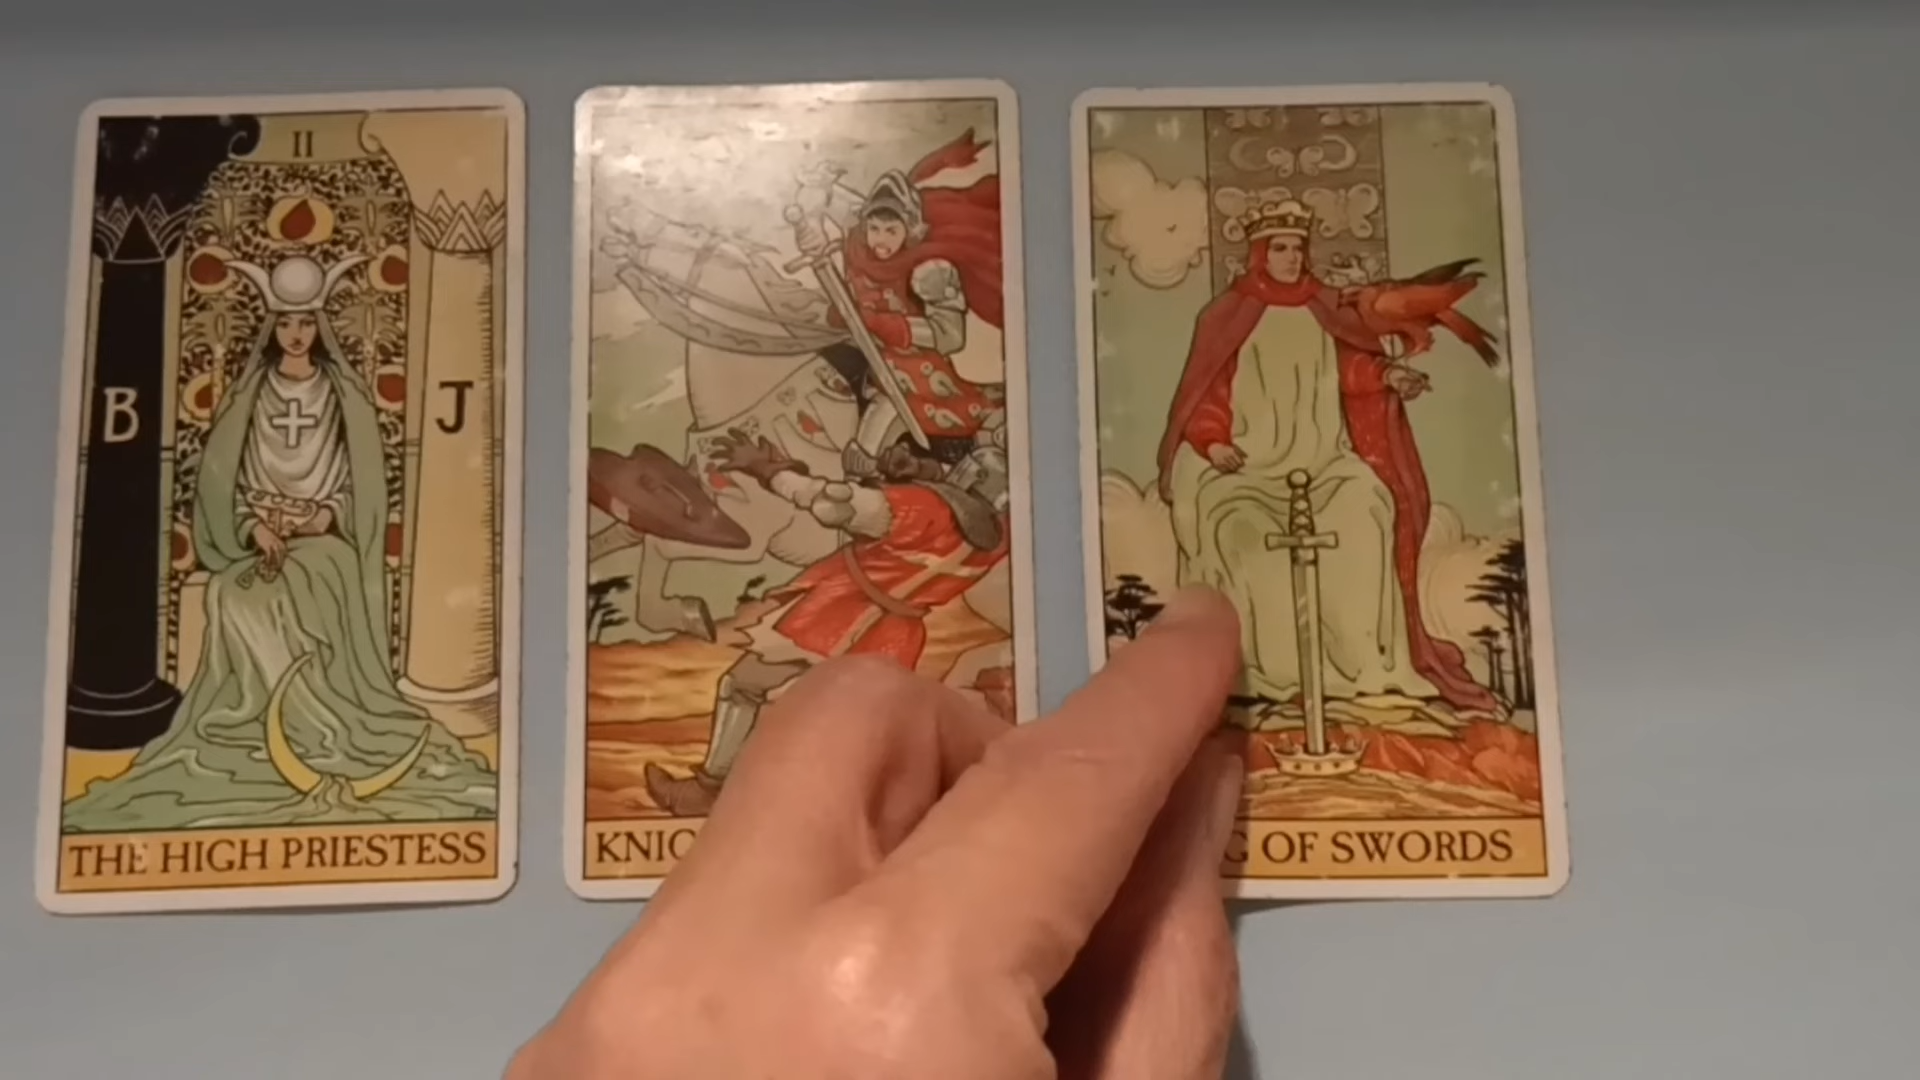 II
B
J
THE HIGH PRIESTESS
KNIG
G OF SWORDS